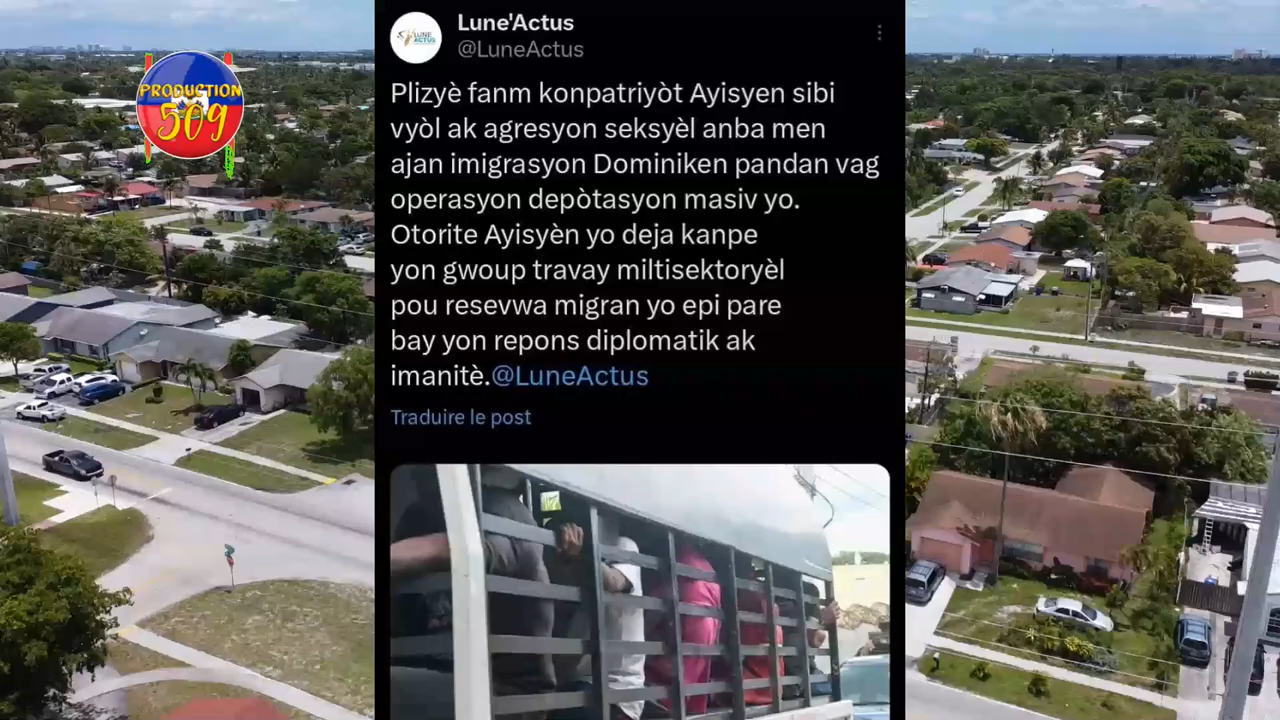 PRODUCTION
509
LUNE
ACTUS
Lune'Actus
@LuneActus
Plizyè fanm konpatriyòt Ayisyen sibi
vyòl ak agresyon seksyèl anba men
ajan imigrasyon Dominiken pandan vag
operasyon depòtasyon masiv yo.
Otorite Ayisyèn yo deja kanpe
yon gwoup travay miltisektoryèl
pou resevwa migran yo epi pare
bay yon repons diplomatik ak
imanitè.@LuneActus
Traduire le post